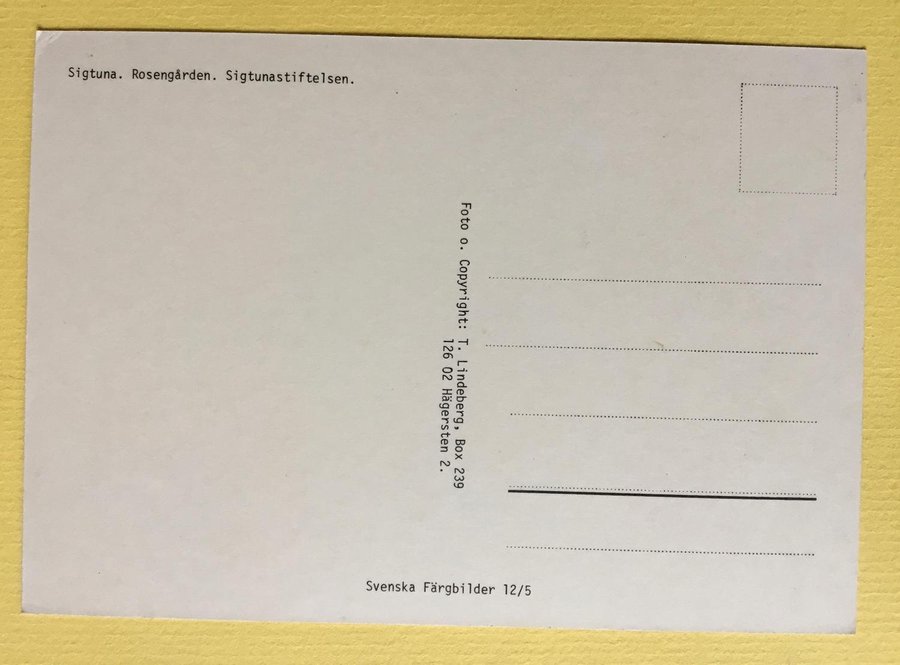 Sigtuna. Rosengården. Sigtunastiftelsen.
Foto o. Copyright: T. Lindeberg, Box 239
126 02 Hägersten 2.
Svenska Färgbilder 12/5